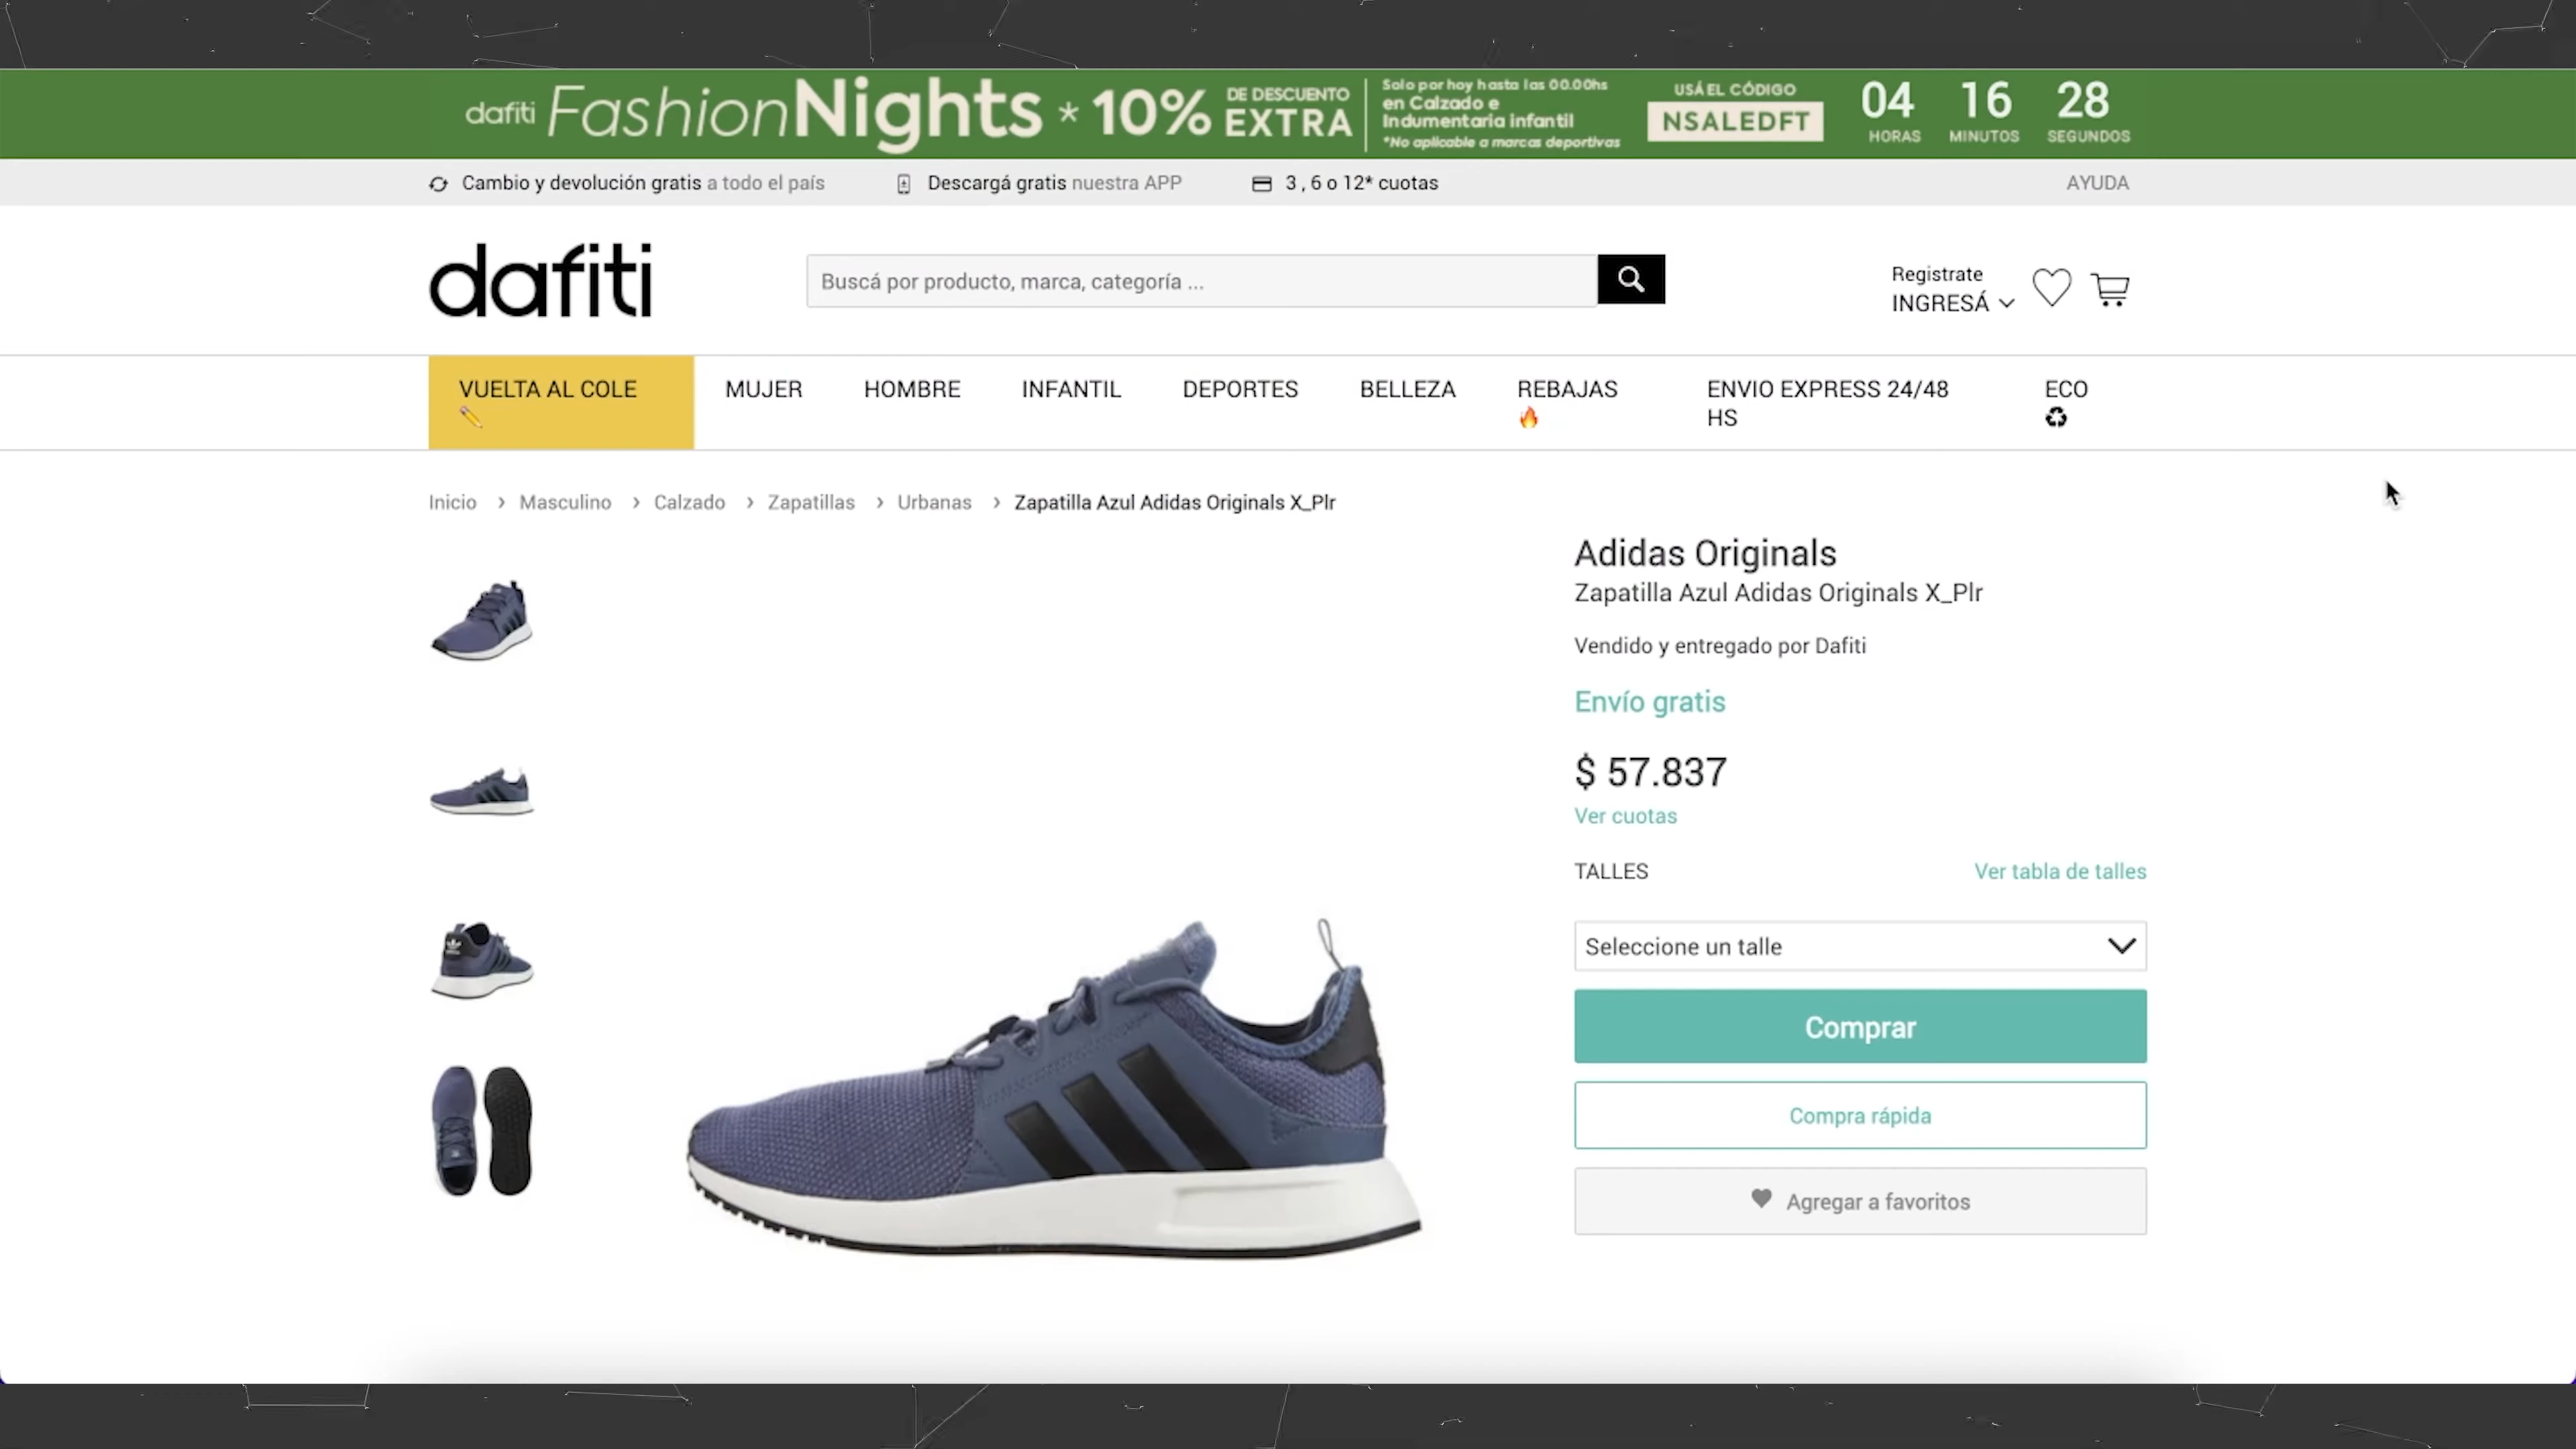 dafiti FashionNights * 10% DE DESCUENTO EXTRA
Solo por hoy hasta las 00.00hs
en Calzado e
Indumentaria infantil
*No aplicable a marcas deportivas
USÁ EL CÓDIGO
NSALEDFT
04 16 28
HORAS MINUTOS SEGUNDOS
Cambio y devolución gratis a todo el país
Descargá gratis nuestra APP
3 , 6 o 12* cuotas
AYUDA
dafiti
Buscá por producto, marca, categoría ...
Registrate
INGRESÁ
VUELTA AL COLE ✏️
MUJER
HOMBRE
INFANTIL
DEPORTES
BELLEZA
REBAJAS 🔥
ENVIO EXPRESS 24/48
HS
ECO ♻
Inicio › Masculino › Calzado › Zapatillas › Urbanas › Zapatilla Azul Adidas Originals X_Plr
Adidas Originals
Zapatilla Azul Adidas Originals X_Plr
Vendido y entregado por Dafiti
Envío gratis
$ 57.837
Ver cuotas
TALLES Ver tabla de talles
Seleccione un talle
Comprar
Compra rápida
Agregar a favoritos